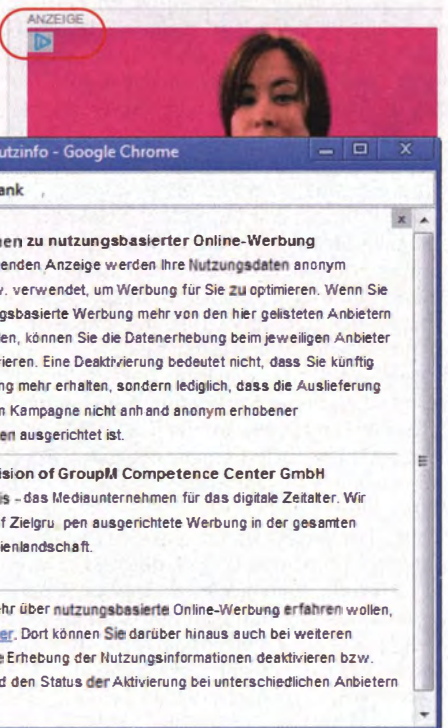 ANZEIGE
utzinfo - Google Chrome
ank
en zu nutzungsbasierter Online-Werbung
enden Anzeige werden Ihre Nutzungsdaten anonym
w. verwendet, um Werbung für Sie zu optimieren. Wenn Sie
gsbasierte Werbung mehr von den hier gelisteten Anbietern
en, können Sie die Datenerhebung beim jeweiligen Anbieter
rieren. Eine Deaktivierung bedeutet nicht, dass Sie künftig
ng mehr erhalten, sondern lediglich, dass die Auslieferung
n Kampagne nicht anhand anonym erhobener
en ausgerichtet ist.
ision of GroupM Competence Center GmbH
is - das Mediaunternehmen für das digitale Zeitalter. Wir
f Zielgru pen ausgerichtete Werbung in der gesamten
ienlandschaft.
hr über nutzungsbasierte Online-Werbung erfahren wollen,
er. Dort können Sie darüber hinaus auch bei weiteren
e Erhebung der Nutzungsinformationen deaktivieren bzw.
d den Status der Aktivierung bei unterschiedlichen Anbietern